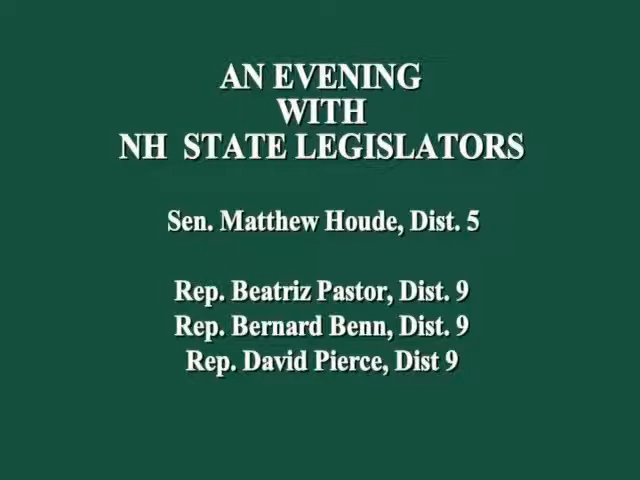 AN EVENING
WITH
NH STATE LEGISLATORS
Sen. Matthew Houde, Dist. 5
Rep. Beatriz Pastor, Dist. 9
Rep. Bernard Benn, Dist. 9
Rep. David Pierce, Dist 9